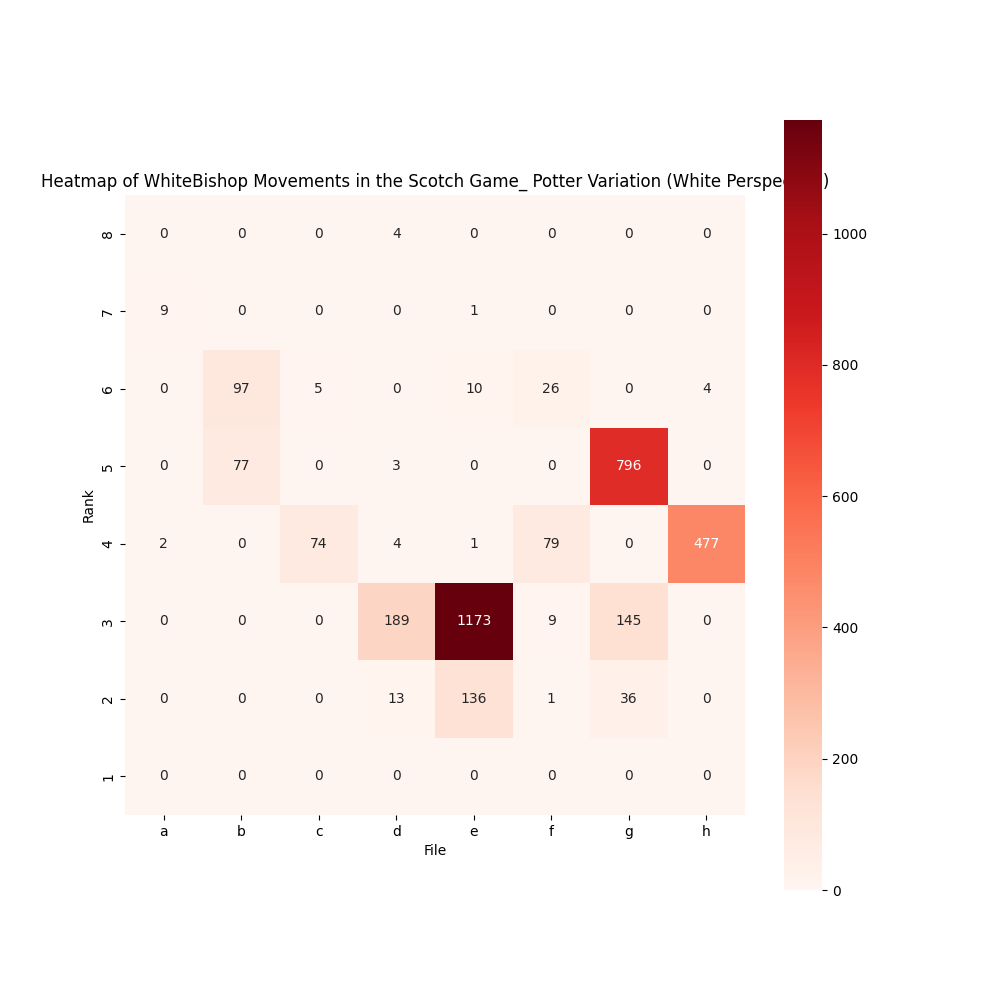 Heatmap of WhiteBishop Movements in the Scotch Game_ Potter Variation (White Perspe )
8 0 0 0 4 0 0 0 0
7 9 0 0 0 1 0 0 0
6 0 97 5 0 10 26 0 4
5 0 77 0 3 0 0 796 0
4 2 0 74 4 1 79 0 477
3 0 0 0 189 1173 9 145 0
2 0 0 0 13 136 1 36 0
1 0 0 0 0 0 0 0 0
a b c d e f g h
File
Rank
1000
800
600
400
200
0